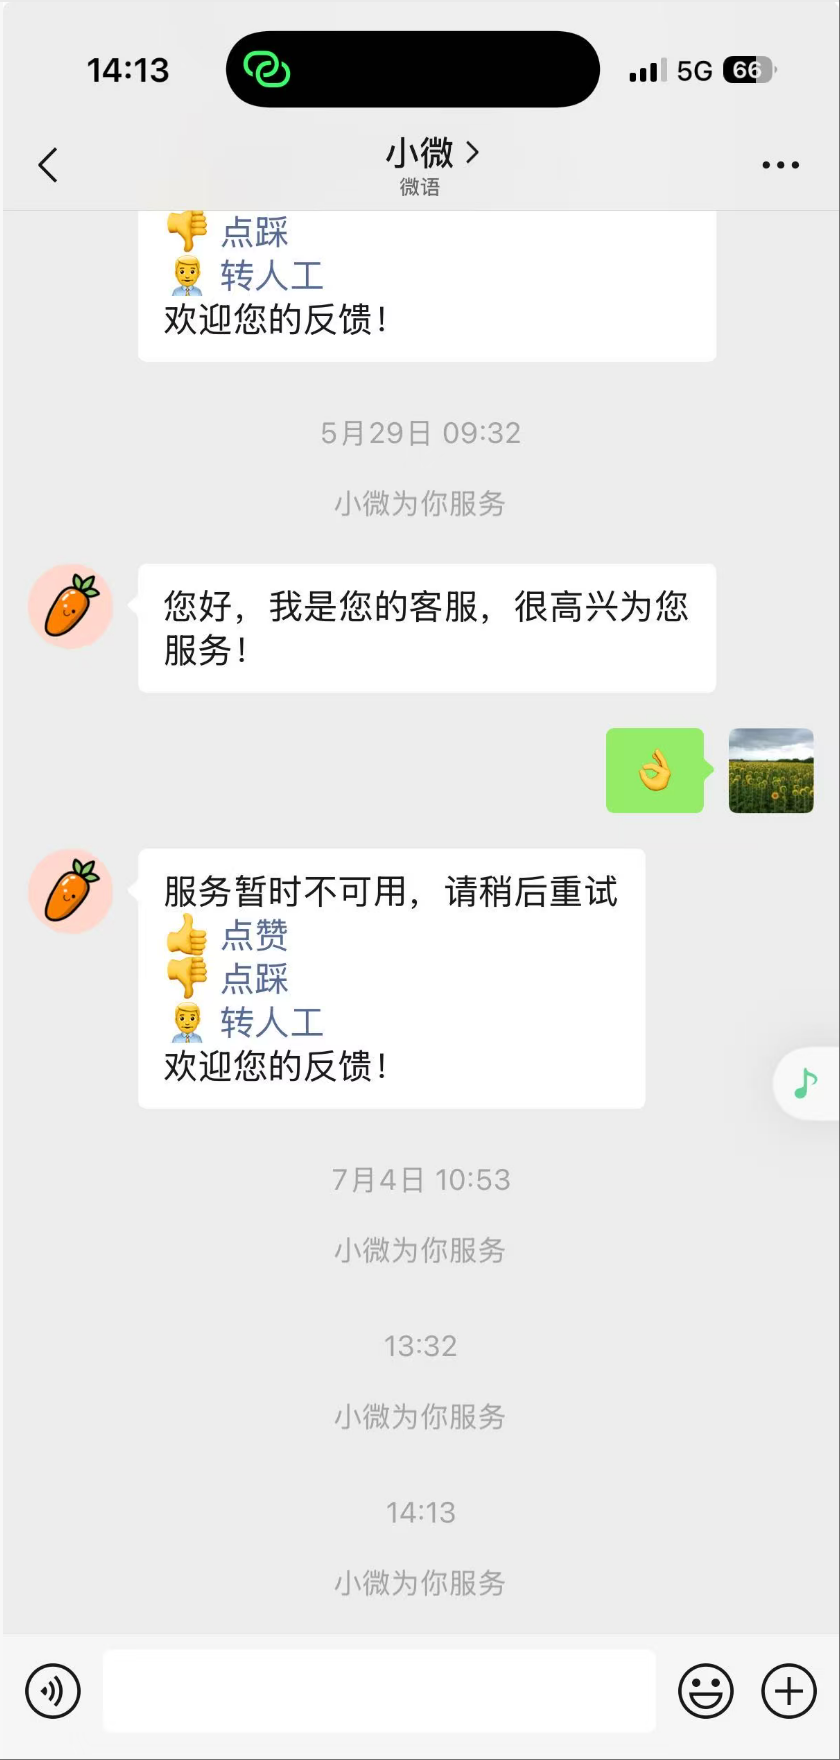 14:13
5G 66
小微
微语
点踩
转人工
欢迎您的反馈！
5月29日 09:32
小微为你服务
您好，我是您的客服，很高兴为您
服务！
服务暂时不可用，请稍后重试
点赞
点踩
转人工
欢迎您的反馈！
7月4日 10:53
小微为你服务
13:32
小微为你服务
14:13
小微为你服务